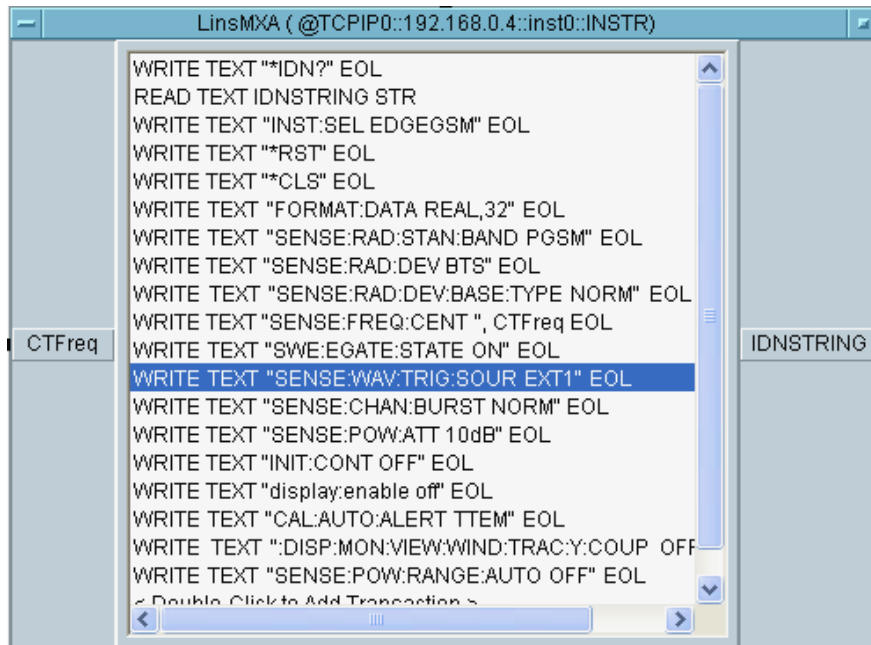 LinsMXA ( @TCPIP0::192.168.0.4::inst0::INSTR)
WRITE TEXT "*IDN?" EOL
READ TEXT IDNSTRING STR
WRITE TEXT "INST:SEL EDGEGSM" EOL
WRITE TEXT "*RST" EOL
WRITE TEXT "*CLS" EOL
WRITE TEXT "FORMAT:DATA REAL,32" EOL
WRITE TEXT "SENSE:RAD:STAN:BAND PGSM" EOL
WRITE TEXT "SENSE:RAD:DEV BTS" EOL
WRITE TEXT "SENSE:RAD:DEV:BASE:TYPE NORM" EOL
WRITE TEXT "SENSE:FREQ:CENT ", CTFreq EOL
CTFreq
WRITE TEXT "SWE:EGATE:STATE ON" EOL
IDNSTRING
WRITE TEXT "SENSE:WAV:TRIG:SOUR EXT1" EOL
WRITE TEXT "SENSE:CHAN:BURST NORM" EOL
WRITE TEXT "SENSE:POW:ATT 10dB" EOL
WRITE TEXT "INIT:CONT OFF" EOL
WRITE TEXT "display:enable off" EOL
WRITE TEXT "CAL:AUTO:ALERT TTEM" EOL
WRITE TEXT ":DISP:MON:VIEW:WIND:TRAC:Y:COUP OFF
WRITE TEXT "SENSE:POW:RANGE:AUTO OFF" EOL
< Double-Click to Add Transaction >